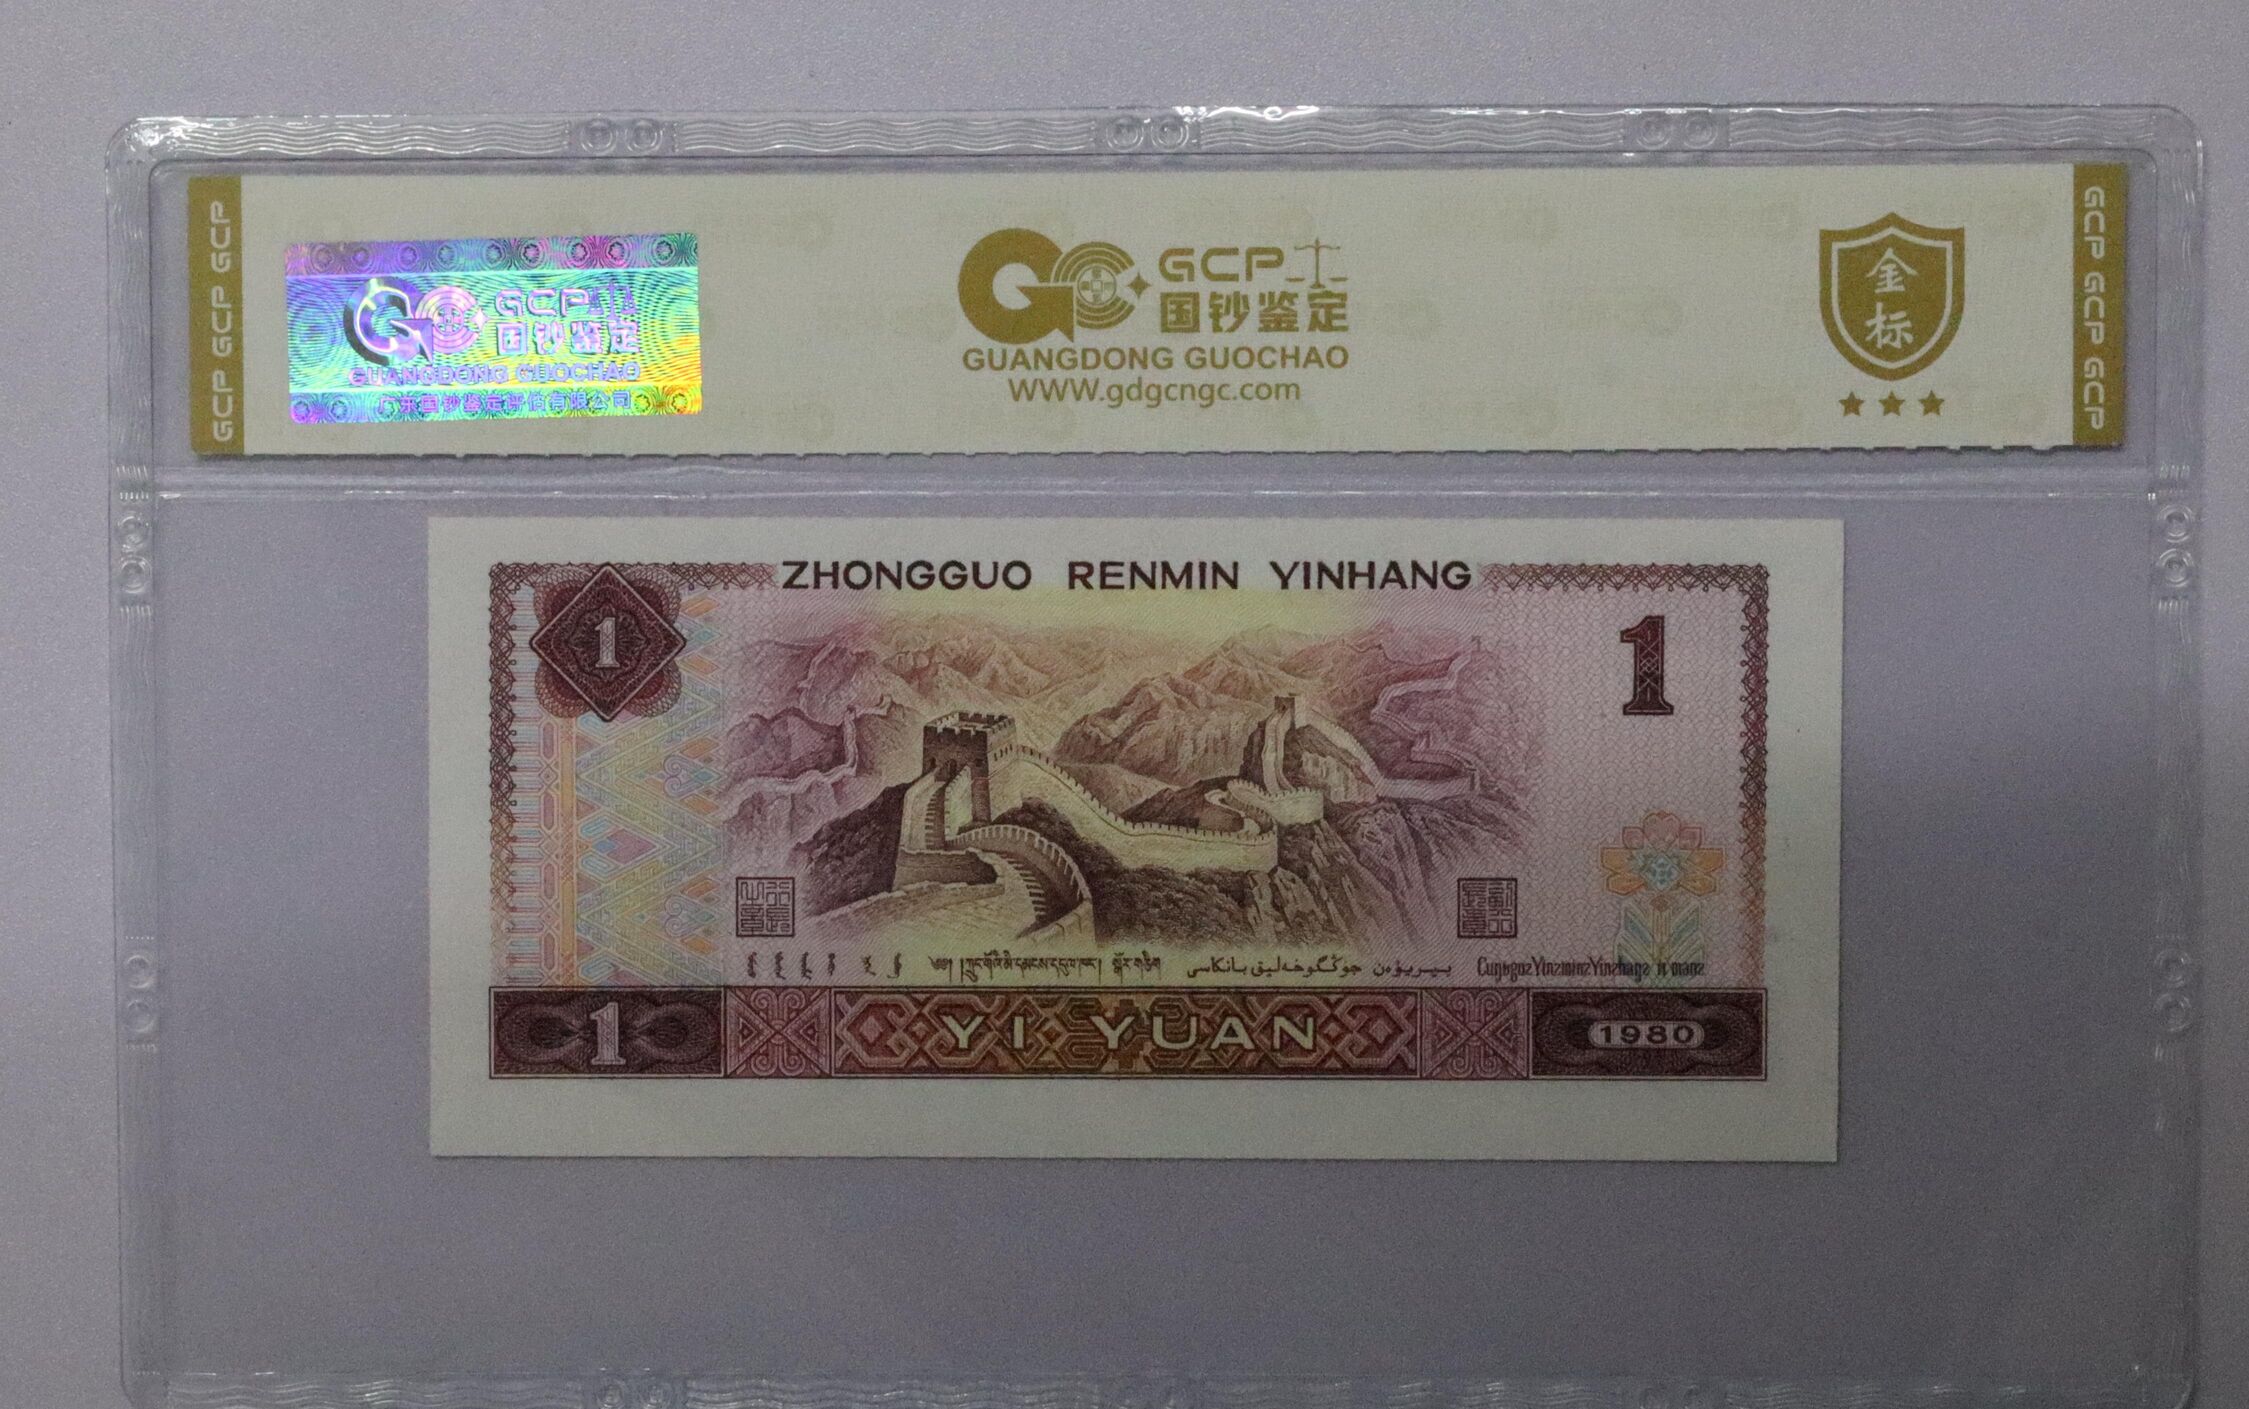 GCP GCP GCP
GCP
国钞鉴定
GUANGDONG GUOCHAO
广东国钞鉴定评估有限公司
GCP
国钞鉴定
GUANGDONG GUOCHAO
WWW.gdgcngc.com
金
标
GCP GCP GCP
ZHONGGUO RENMIN YINHANG
1
1
1
YI YUAN
1980